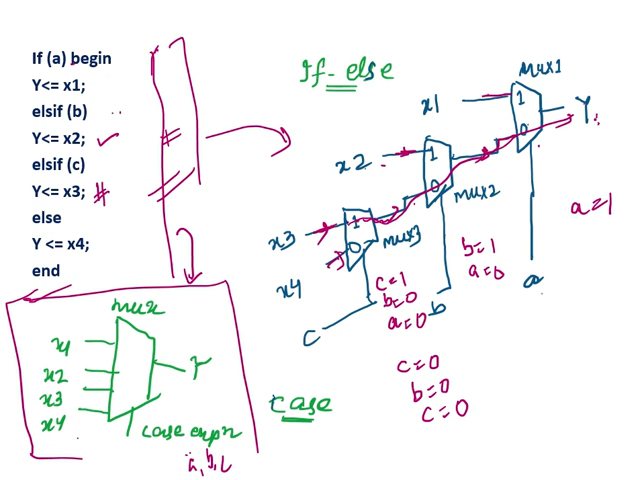 If (a) begin
Y<= x1;
elsif (b)
Y<= x2;
elsif (c)
Y<= x3;
else
Y <= x4;
end
If-else
Mux1
x1
1
0
Y
x2
1
0
mux2
a=1
x3
1
0
mux3
x4
b=1
a=0
a
c=1
b=0
a=0
b
C
c=0
b=0
c=0
mux
x1
x2
x3
x4
Y
case expn
case
a, b, c